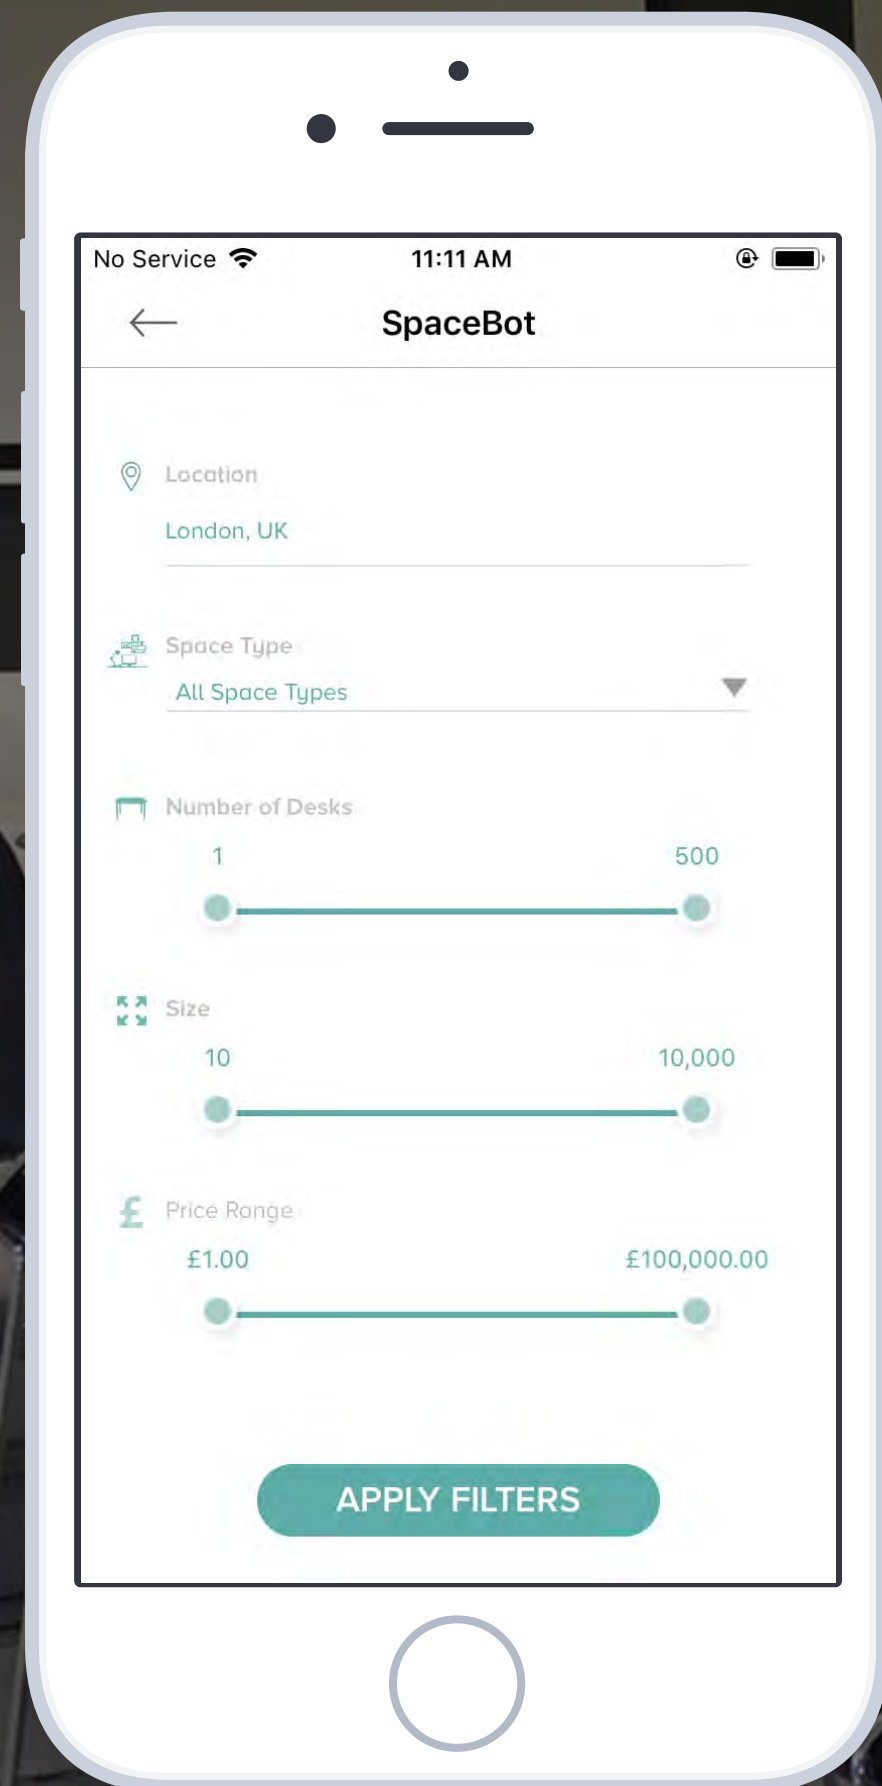 No Service 11:11 AM
SpaceBot
Location
London, UK
Space Type
All Space Types
Number of Desks
1 500
Size
10 10,000
£ Price Range
£1.00 £100,000.00
APPLY FILTERS